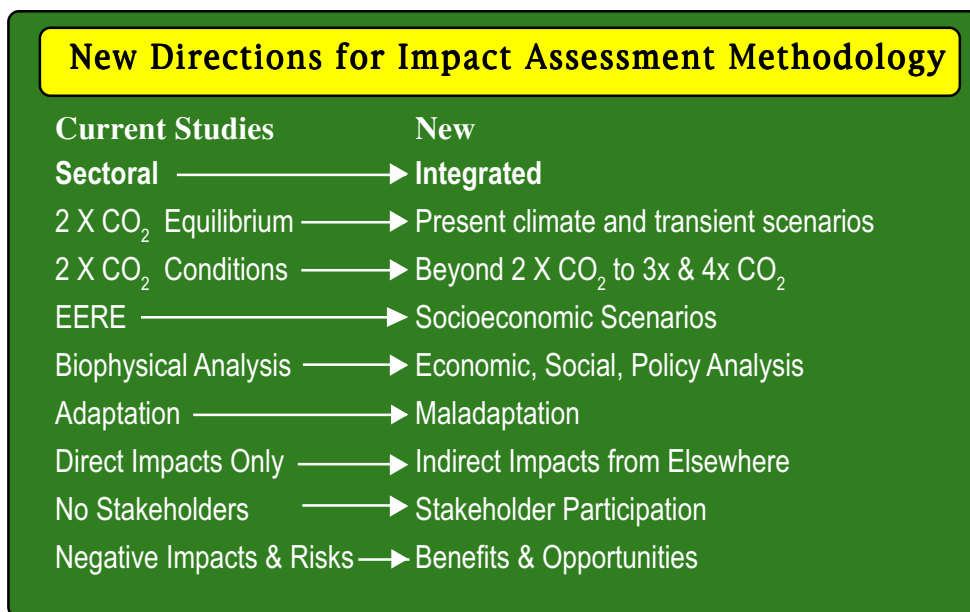 New Directions for Impact Assessment Methodology
Current Studies New
Sectoral → Integrated
2 X CO₂ Equilibrium → Present climate and transient scenarios
2 X CO₂ Conditions → Beyond 2 X CO₂ to 3x & 4x CO₂
EERE → Socioeconomic Scenarios
Biophysical Analysis → Economic, Social, Policy Analysis
Adaptation → Maladaptation
Direct Impacts Only → Indirect Impacts from Elsewhere
No Stakeholders → Stakeholder Participation
Negative Impacts & Risks → Benefits & Opportunities